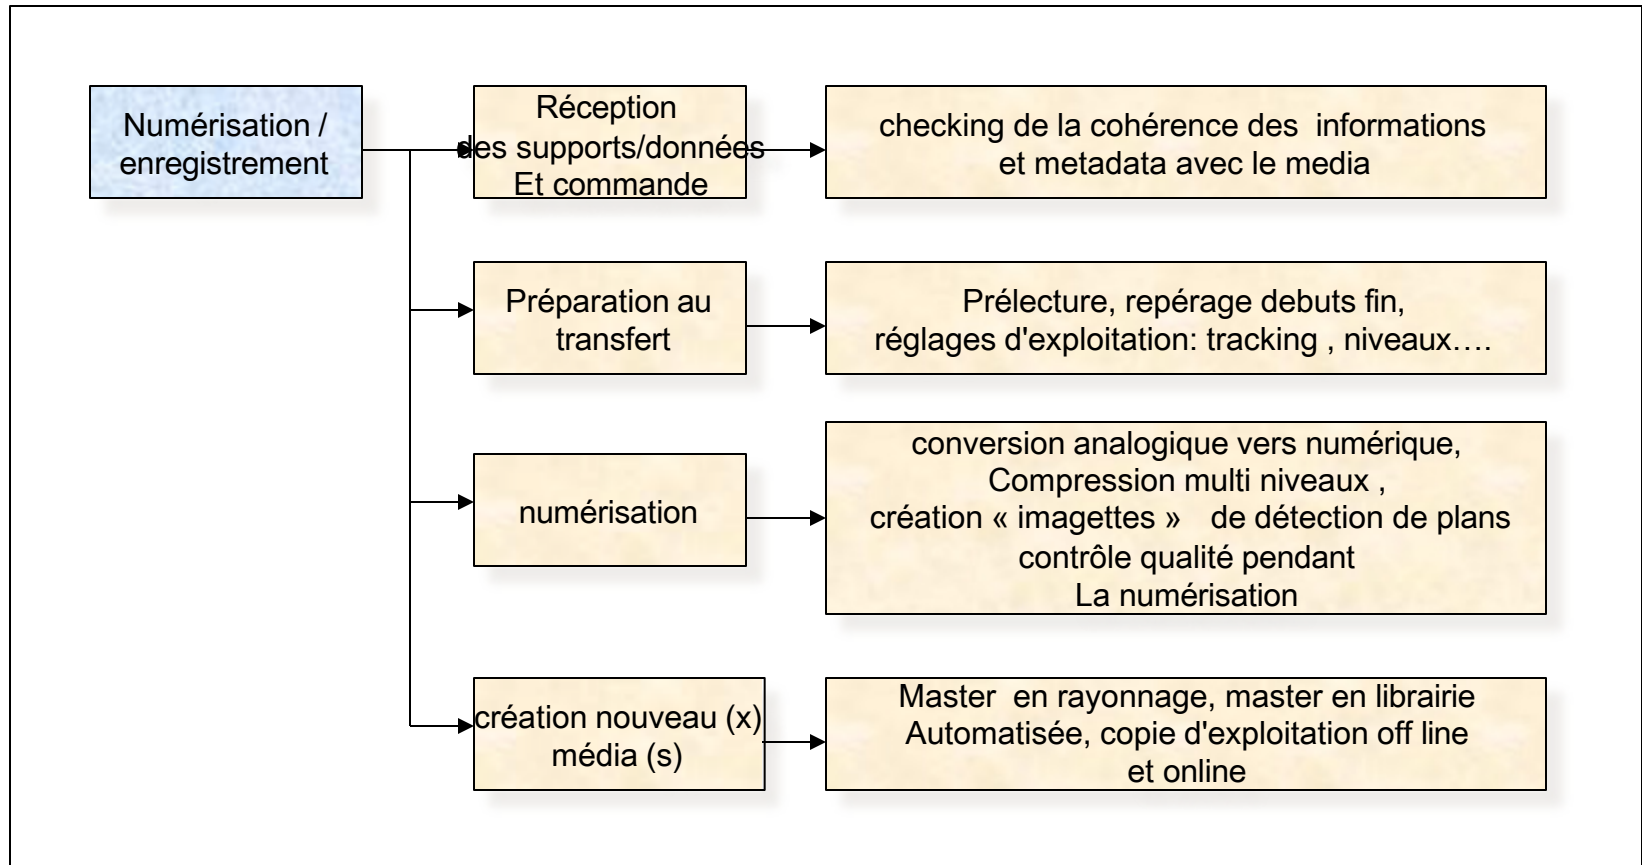 Numérisation /
enregistrement
Réception
des supports/données
Et commande
checking de la cohérence des informations
et metadata avec le media
Préparation au
transfert
Prélecture, repérage debuts fin,
réglages d'exploitation: tracking , niveaux….
numérisation
conversion analogique vers numérique,
Compression multi niveaux ,
création « imagettes » de détection de plans
contrôle qualité pendant
La numérisation
création nouveau (x)
média (s)
Master en rayonnage, master en librairie
Automatisée, copie d'exploitation off line
et online